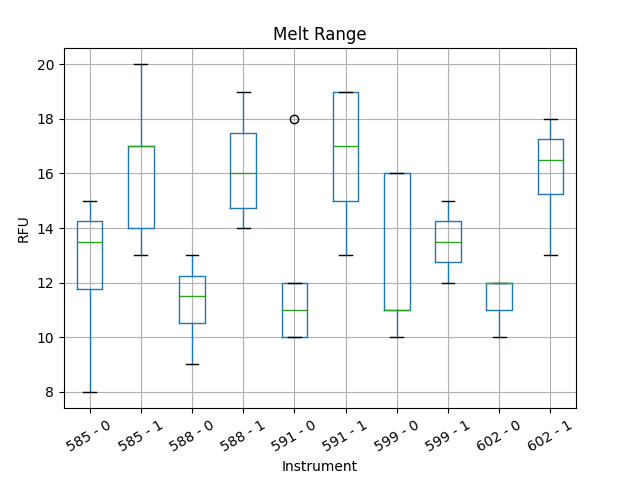 Melt Range
RFU
20
18
16
14
12
10
8
585 - 0
585 - 1
588 - 0
588 - 1
591 - 0
591 - 1
599 - 0
599 - 1
602 - 0
602 - 1
Instrument